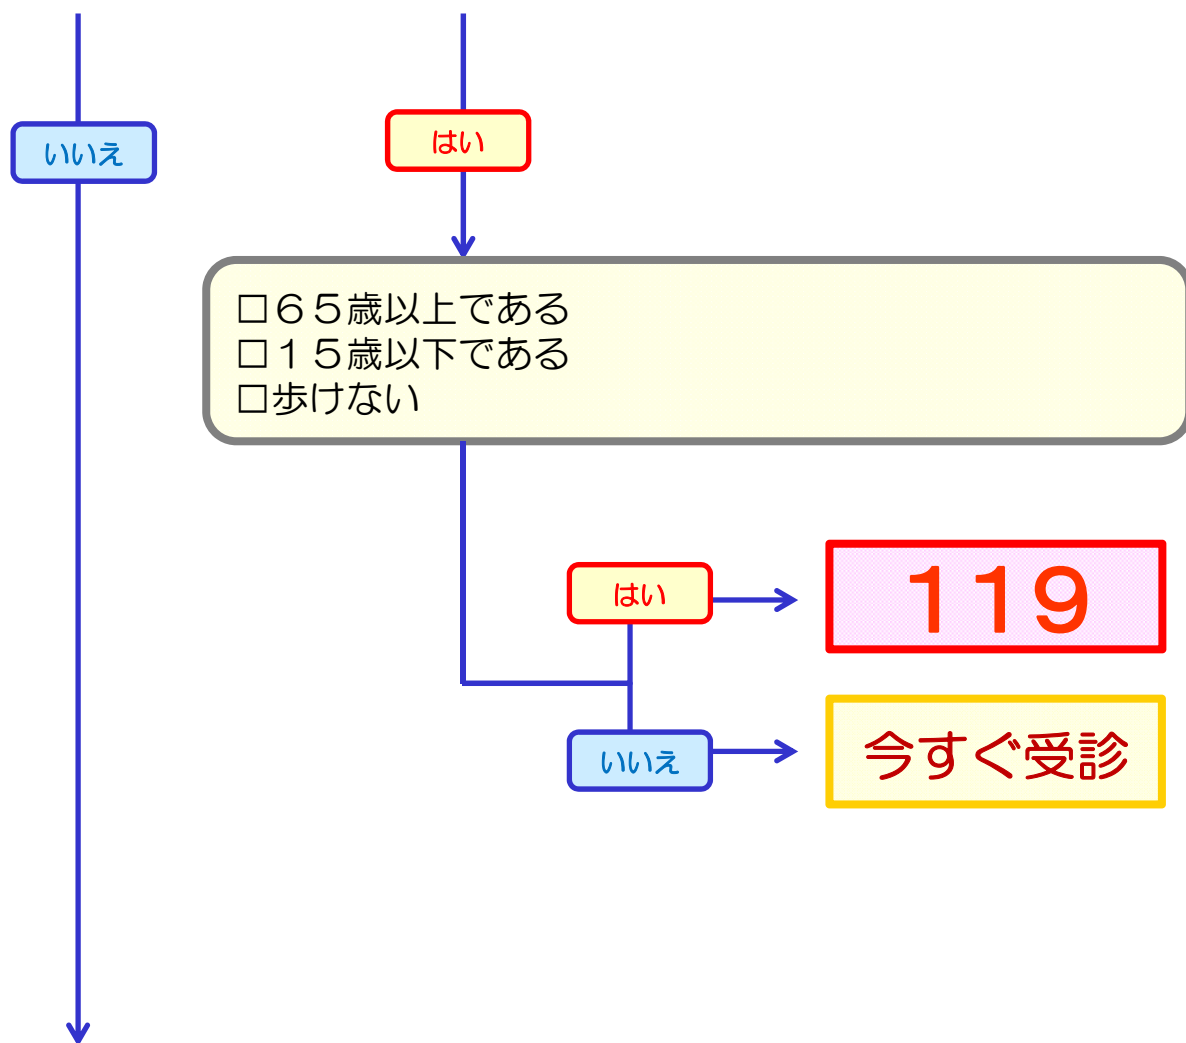 いいえ
はい
□６５歳以上である
□１５歳以下である
□歩けない
はい
１１９
いいえ
今すぐ受診